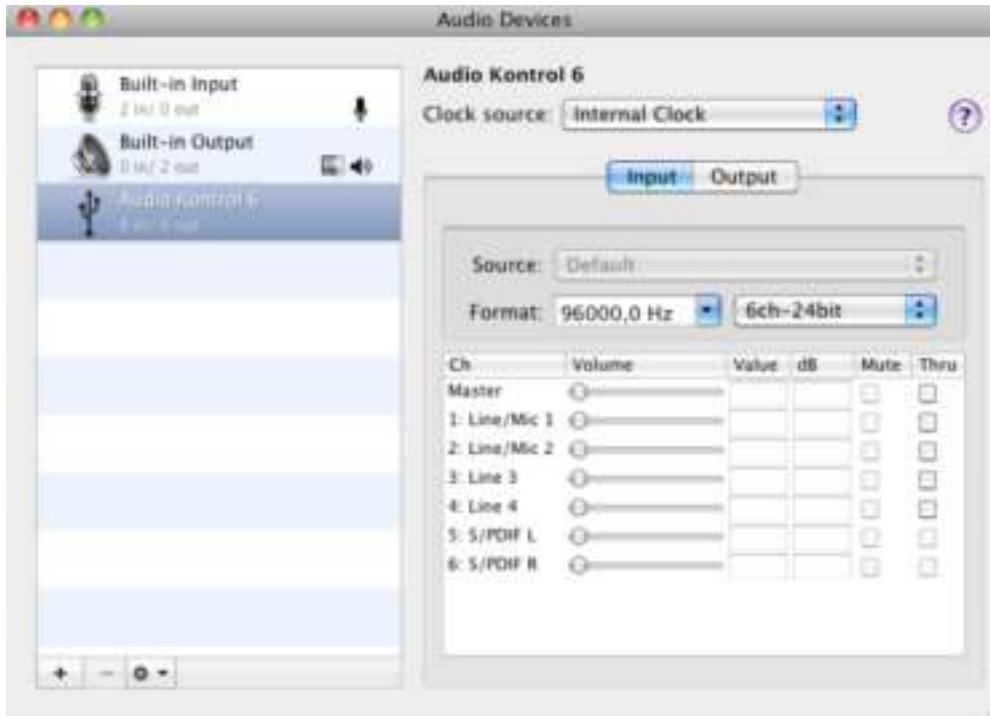 Audio Devices
Built-in Input
2 in/ 0 out
Built-in Output
0 in/ 2 out
Audio Kontrol 6
Audio Kontrol 6
Clock source: Internal Clock
?
Input Output
Source: Default
Format: 96000,0 Hz 6ch-24bit
Ch Volume Value dB Mute Thru
Master
1: Line/Mic 1
2: Line/Mic 2
3: Line 3
4: Line 4
5: S/PDIF L
6: S/PDIF R